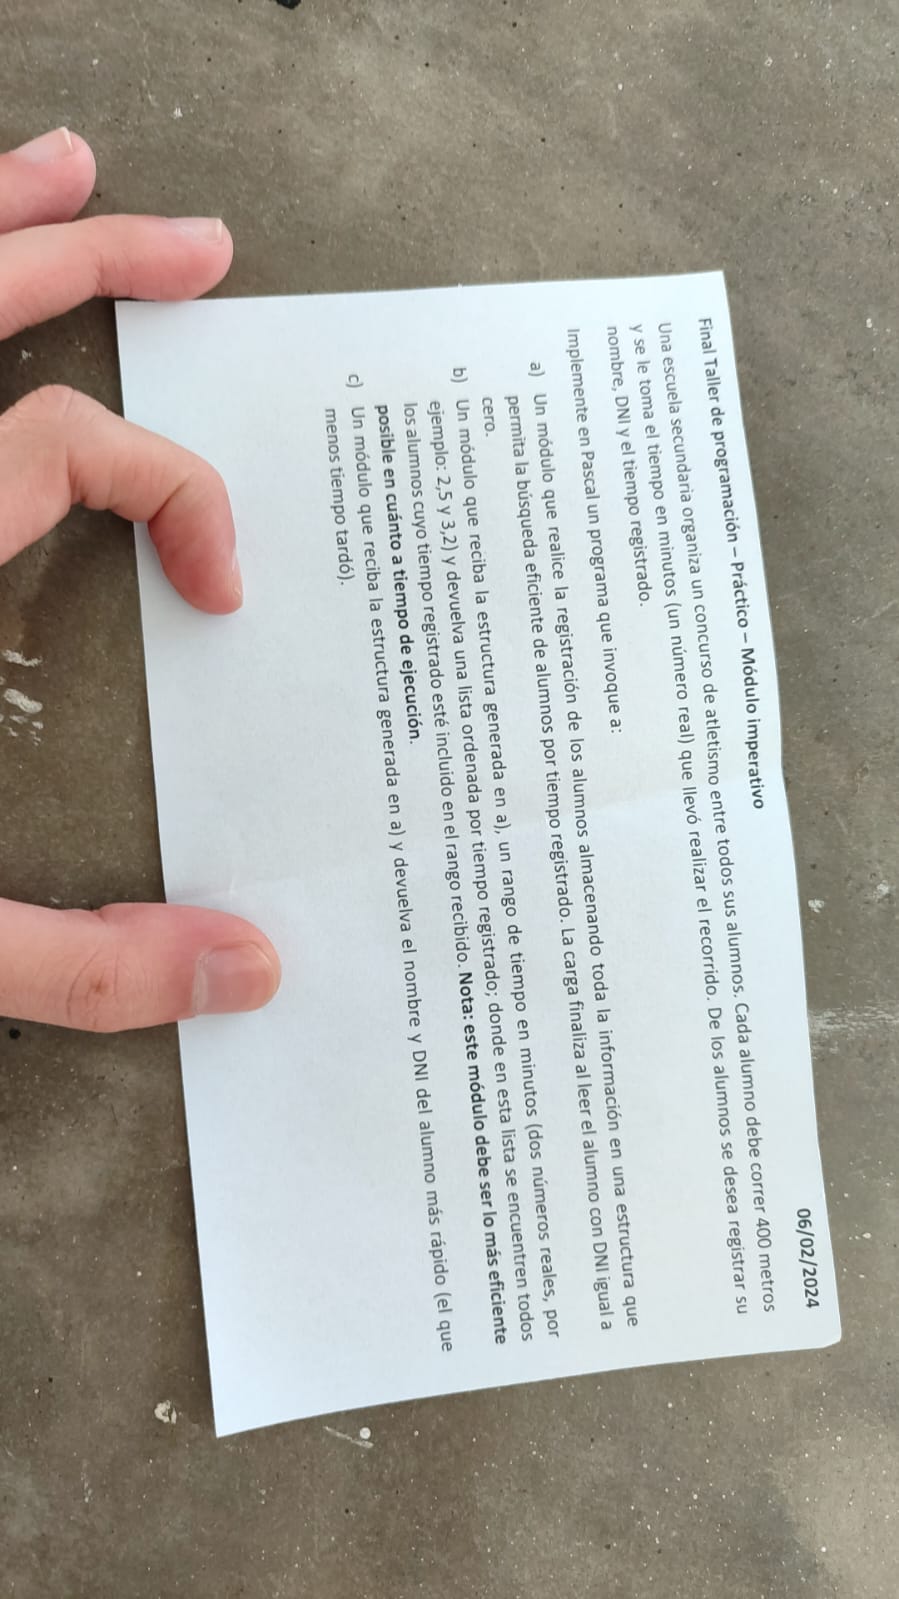 06/02/2024
Final Taller de programación – Práctico – Módulo imperativo
Una escuela secundaria organiza un concurso de atletismo entre todos sus alumnos. Cada alumno debe correr 400 metros
y se le toma el tiempo en minutos (un número real) que llevó realizar el recorrido. De los alumnos se desea registrar su
nombre, DNI y el tiempo registrado.
Implemente en Pascal un programa que invoque a:
a) Un módulo que realice la registración de los alumnos almacenando toda la información en una estructura que
permita la búsqueda eficiente de alumnos por tiempo registrado. La carga finaliza al leer el alumno con DNI igual a
cero.
b) Un módulo que reciba la estructura generada en a), un rango de tiempo en minutos (dos números reales, por
ejemplo: 2,5 y 3,2) y devuelva una lista ordenada por tiempo registrado; donde en esta lista se encuentren todos
los alumnos cuyo tiempo registrado esté incluido en el rango recibido. Nota: este módulo debe ser lo más eficiente
posible en cuánto a tiempo de ejecución.
c) Un módulo que reciba la estructura generada en a) y devuelva el nombre y DNI del alumno más rápido (el que
menos tiempo tardó).